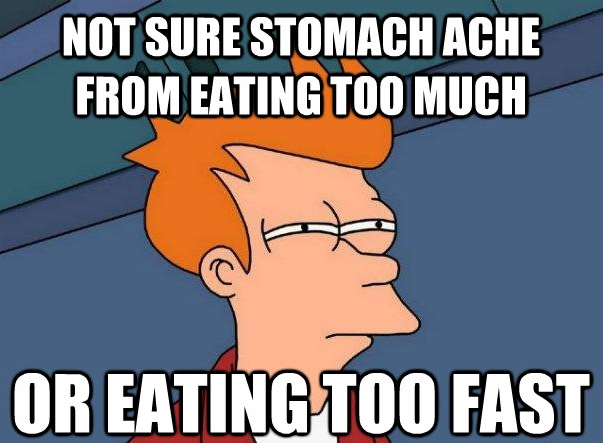 NOT SURE STOMACH ACHE
FROM EATING TOO MUCH
OR EATING TOO FAST